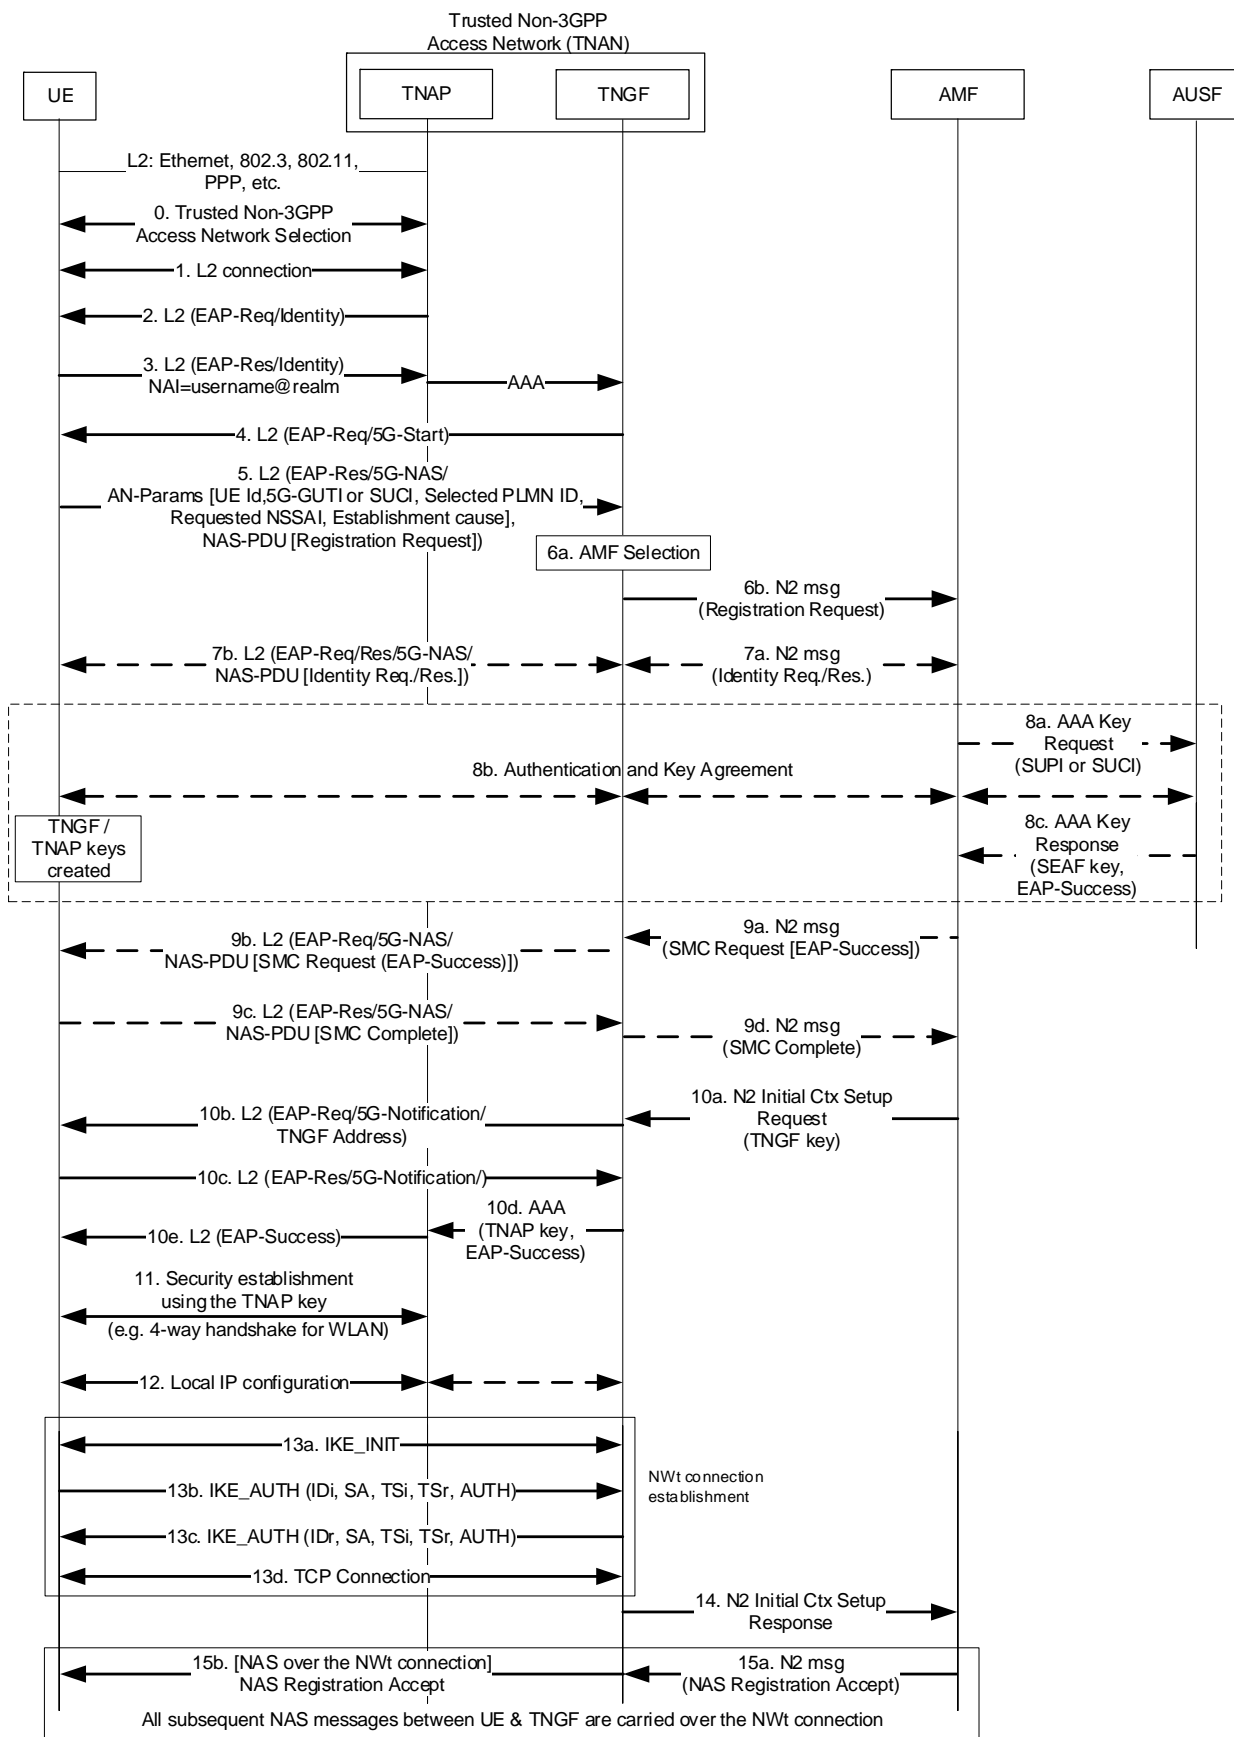 Trusted Non-3GPP
Access Network (TNAN)
UE
TNAP
TNGF
AMF
AUSF
L2: Ethernet, 802.3, 802.11,
PPP, etc.
0. Trusted Non-3GPP
Access Network Selection
1. L2 connection
2. L2 (EAP-Req/Identity)
3. L2 (EAP-Res/Identity)
NAI=username@realm
AAA
4. L2 (EAP-Req/5G-Start)
5. L2 (EAP-Res/5G-NAS/
AN-Params [UE Id,5G-GUTI or SUCI, Selected PLMN ID,
Requested NSSAI, Establishment cause],
NAS-PDU [Registration Request])
6a. AMF Selection
6b. N2 msg
(Registration Request)
7b. L2 (EAP-Req/Res/5G-NAS/
NAS-PDU [Identity Req./Res.])
7a. N2 msg
(Identity Req./Res.)
8a. AAA Key
Request
(SUPI or SUCI)
8b. Authentication and Key Agreement
TNGF /
TNAP keys
created
8c. AAA Key
Response
(SEAF key,
EAP-Success)
9b. L2 (EAP-Req/5G-NAS/
NAS-PDU [SMC Request (EAP-Success)])
9a. N2 msg
(SMC Request [EAP-Success])
9c. L2 (EAP-Res/5G-NAS/
NAS-PDU [SMC Complete])
9d. N2 msg
(SMC Complete)
10a. N2 Initial Ctx Setup
Request
(TNGF key)
10b. L2 (EAP-Req/5G-Notification/
TNGF Address)
10c. L2 (EAP-Res/5G-Notification/)
10d. AAA
(TNAP key,
EAP-Success)
10e. L2 (EAP-Success)
11. Security establishment
using the TNAP key
(e.g. 4-way handshake for WLAN)
12. Local IP configuration
13a. IKE_INIT
13b. IKE_AUTH (IDi, SA, TSi, TSr, AUTH)
NWt connection
establishment
13c. IKE_AUTH (IDr, SA, TSi, TSr, AUTH)
13d. TCP Connection
14. N2 Initial Ctx Setup
Response
15b. [NAS over the NWt connection]
NAS Registration Accept
15a. N2 msg
(NAS Registration Accept)
All subsequent NAS messages between UE & TNGF are carried over the NWt connection